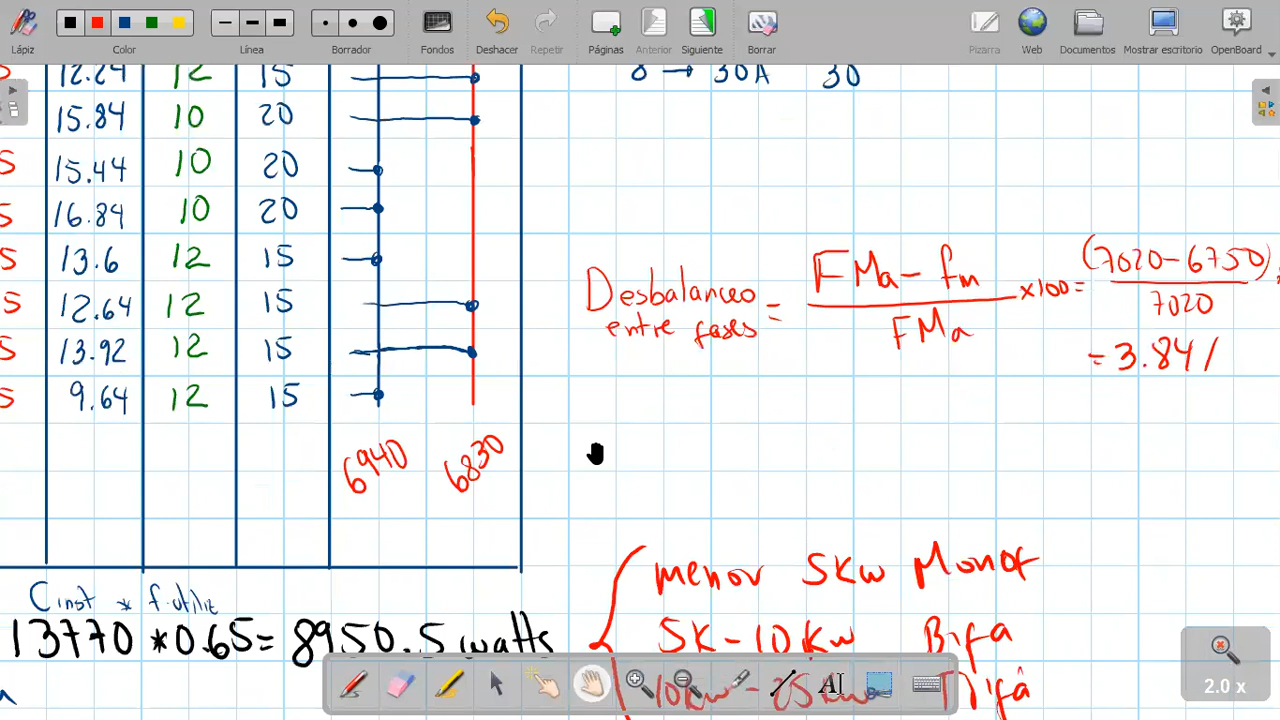 Lápiz Color Línea Borrador Fondos Deshacer Repetir Páginas Anterior Siguiente Borrar Pizarra Web Documentos Mostrar escritorio OpenBoard
S 12.24 12 15
15.84 10 20
S 15.44 10 20
S 16.84 10 20
S 13.6 12 15
S 12.64 12 15
S 13.92 12 15
S 9.64 12 15
6940 6830
8 → 30A 30
Desbalanceo entre fases = FMa - fm / FMa x100 = (7020-6750) / 7020
= 3.84/
C inst * f. utiliz
13770 * 0.65 = 8950.5 watts
menor 5kw Monof
5K - 10kw Bifa
10kw - 25kw Trifa
2.0 x